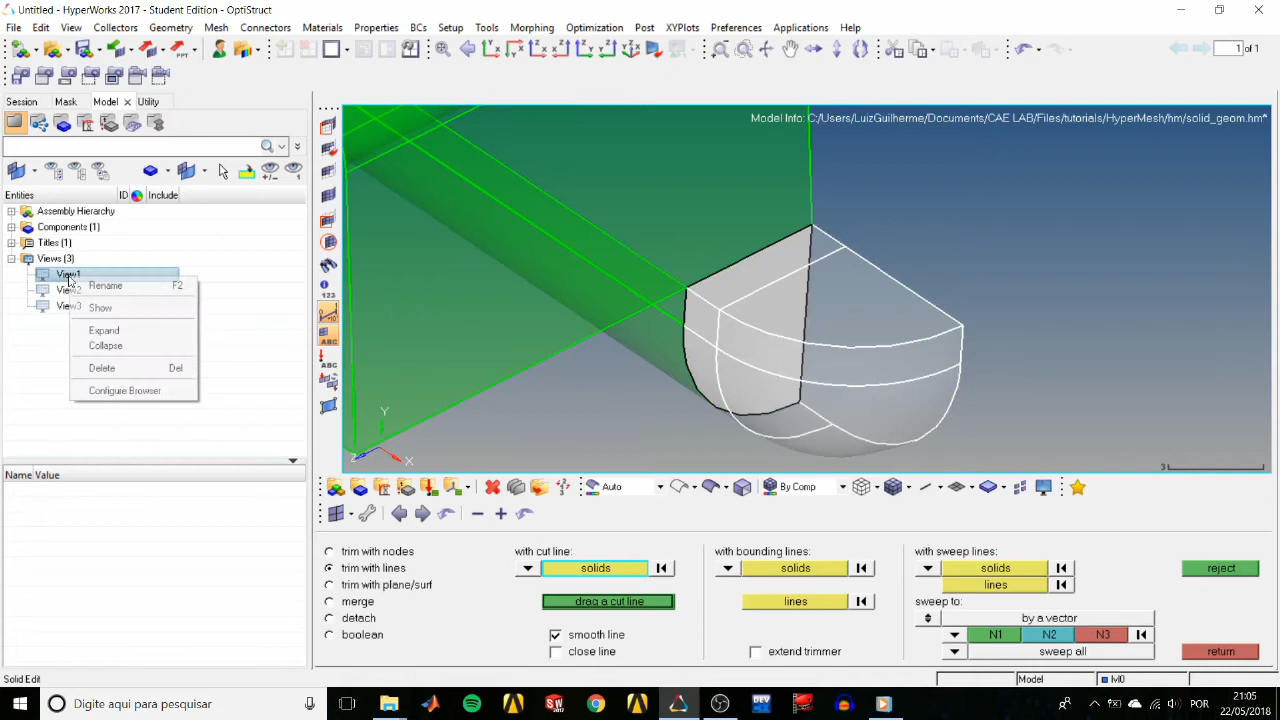 Untitled - HyperWorks 2017 - Student Edition - OptiStruct
File Edit View Collectors Geometry Mesh Connectors Materials Properties BCs Setup Tools Morphing Optimization Post XYPlots Preferences Applications Help
1 of 1
Session Mask Model Utility
Model Info: C:/Users/LuizGuilherme/Documents/CAE LAB/Files/tutorials/HyperMesh/hm/solid_geom.hm*
Entities ID Include
Assembly Hierarchy
Components (1)
Titles (1)
Views (3)
View1
View2
View3
Rename F2
Show
Expand
Collapse
Delete Del
Configure Browser
123
ABC
ABC
Y
Z X
3
Name Value
Auto By Comp
trim with nodes
trim with lines
trim with plane/surf
merge
detach
boolean
with cut line:
solids
drag a cut line
smooth line
close line
with bounding lines:
solids
lines
extend trimmer
with sweep lines:
solids
lines
sweep to:
by a vector
N1 N2 N3
sweep all
reject
return
Solid Edit
Model lvl0
Digite aqui para pesquisar
POR
21:05
22/05/2018